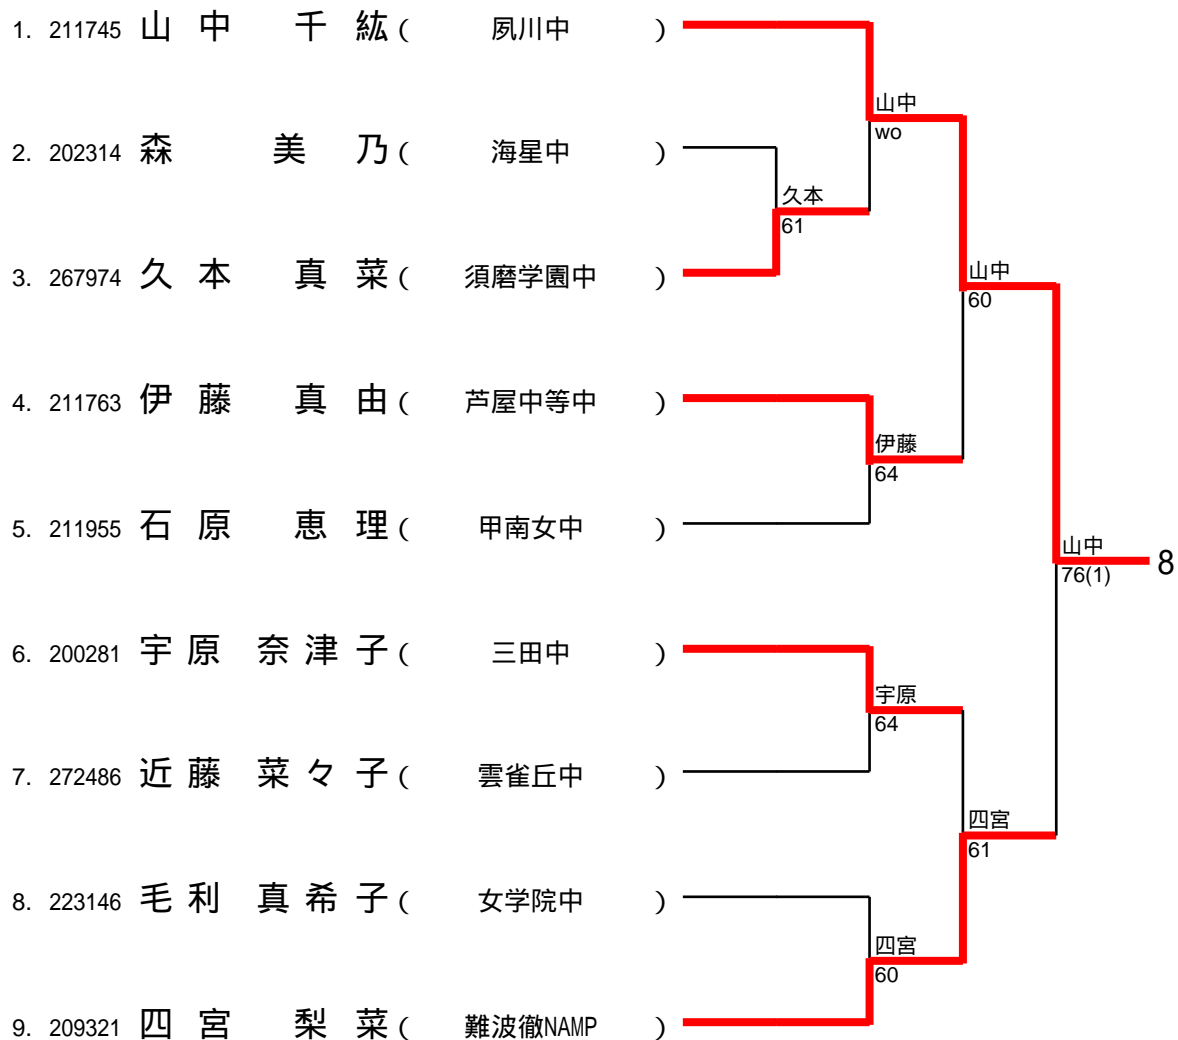 1. 211745 山中 千紘 ( 夙川中 )
山中
wo
2. 202314 森 美乃 ( 海星中 )
久本
61
3. 267974 久本 真菜 ( 須磨学園中 )
山中
60
4. 211763 伊藤 真由 ( 芦屋中等中 )
伊藤
64
5. 211955 石原 恵理 ( 甲南女中 )
山中
76(1)
8
6. 200281 宇原 奈津子 ( 三田中 )
宇原
64
7. 272486 近藤 菜々子 ( 雲雀丘中 )
四宮
61
8. 223146 毛利 真希子 ( 女学院中 )
四宮
60
9. 209321 四宮 梨菜 ( 難波徹NAMP )